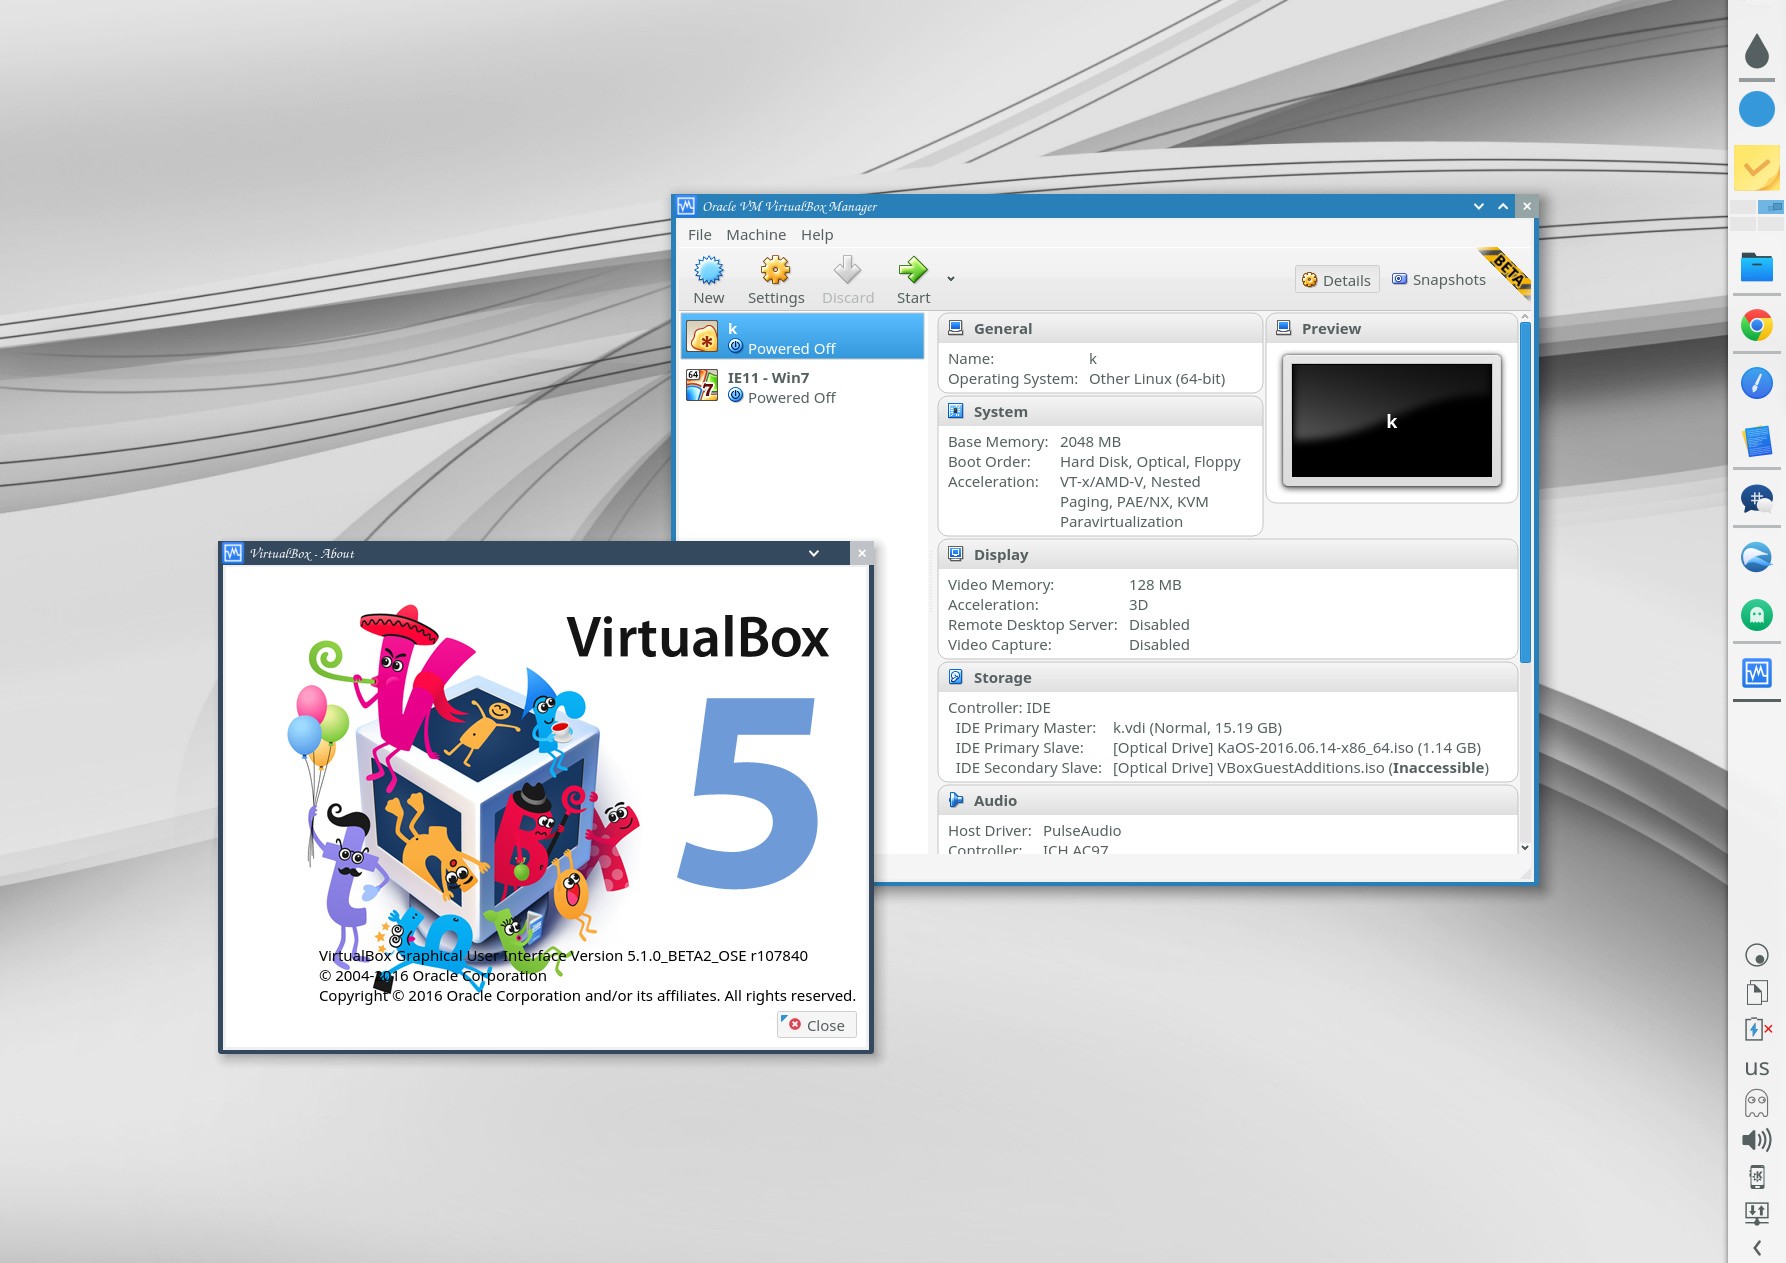 Oracle VM VirtualBox Manager
File Machine Help
New Settings Discard Start
Details Snapshots
BETA
k
Powered Off
IE11 - Win7
64
7
Powered Off
General
Name: k
Operating System: Other Linux (64-bit)
Preview
k
System
Base Memory: 2048 MB
Boot Order: Hard Disk, Optical, Floppy
Acceleration: VT-x/AMD-V, Nested
Paging, PAE/NX, KVM
Paravirtualization
Display
Video Memory: 128 MB
Acceleration: 3D
Remote Desktop Server: Disabled
Video Capture: Disabled
Storage
Controller: IDE
IDE Primary Master: k.vdi (Normal, 15.19 GB)
IDE Primary Slave: [Optical Drive] KaOS-2016.06.14-x86_64.iso (1.14 GB)
IDE Secondary Slave: [Optical Drive] VBoxGuestAdditions.iso (Inaccessible)
Audio
Host Driver: PulseAudio
Controller: ICH AC97
VirtualBox - About
VirtualBox
5
VirtualBox Graphical User Interface Version 5.1.0_BETA2_OSE r107840
© 2004-2016 Oracle Corporation
Copyright © 2016 Oracle Corporation and/or its affiliates. All rights reserved.
Close
US